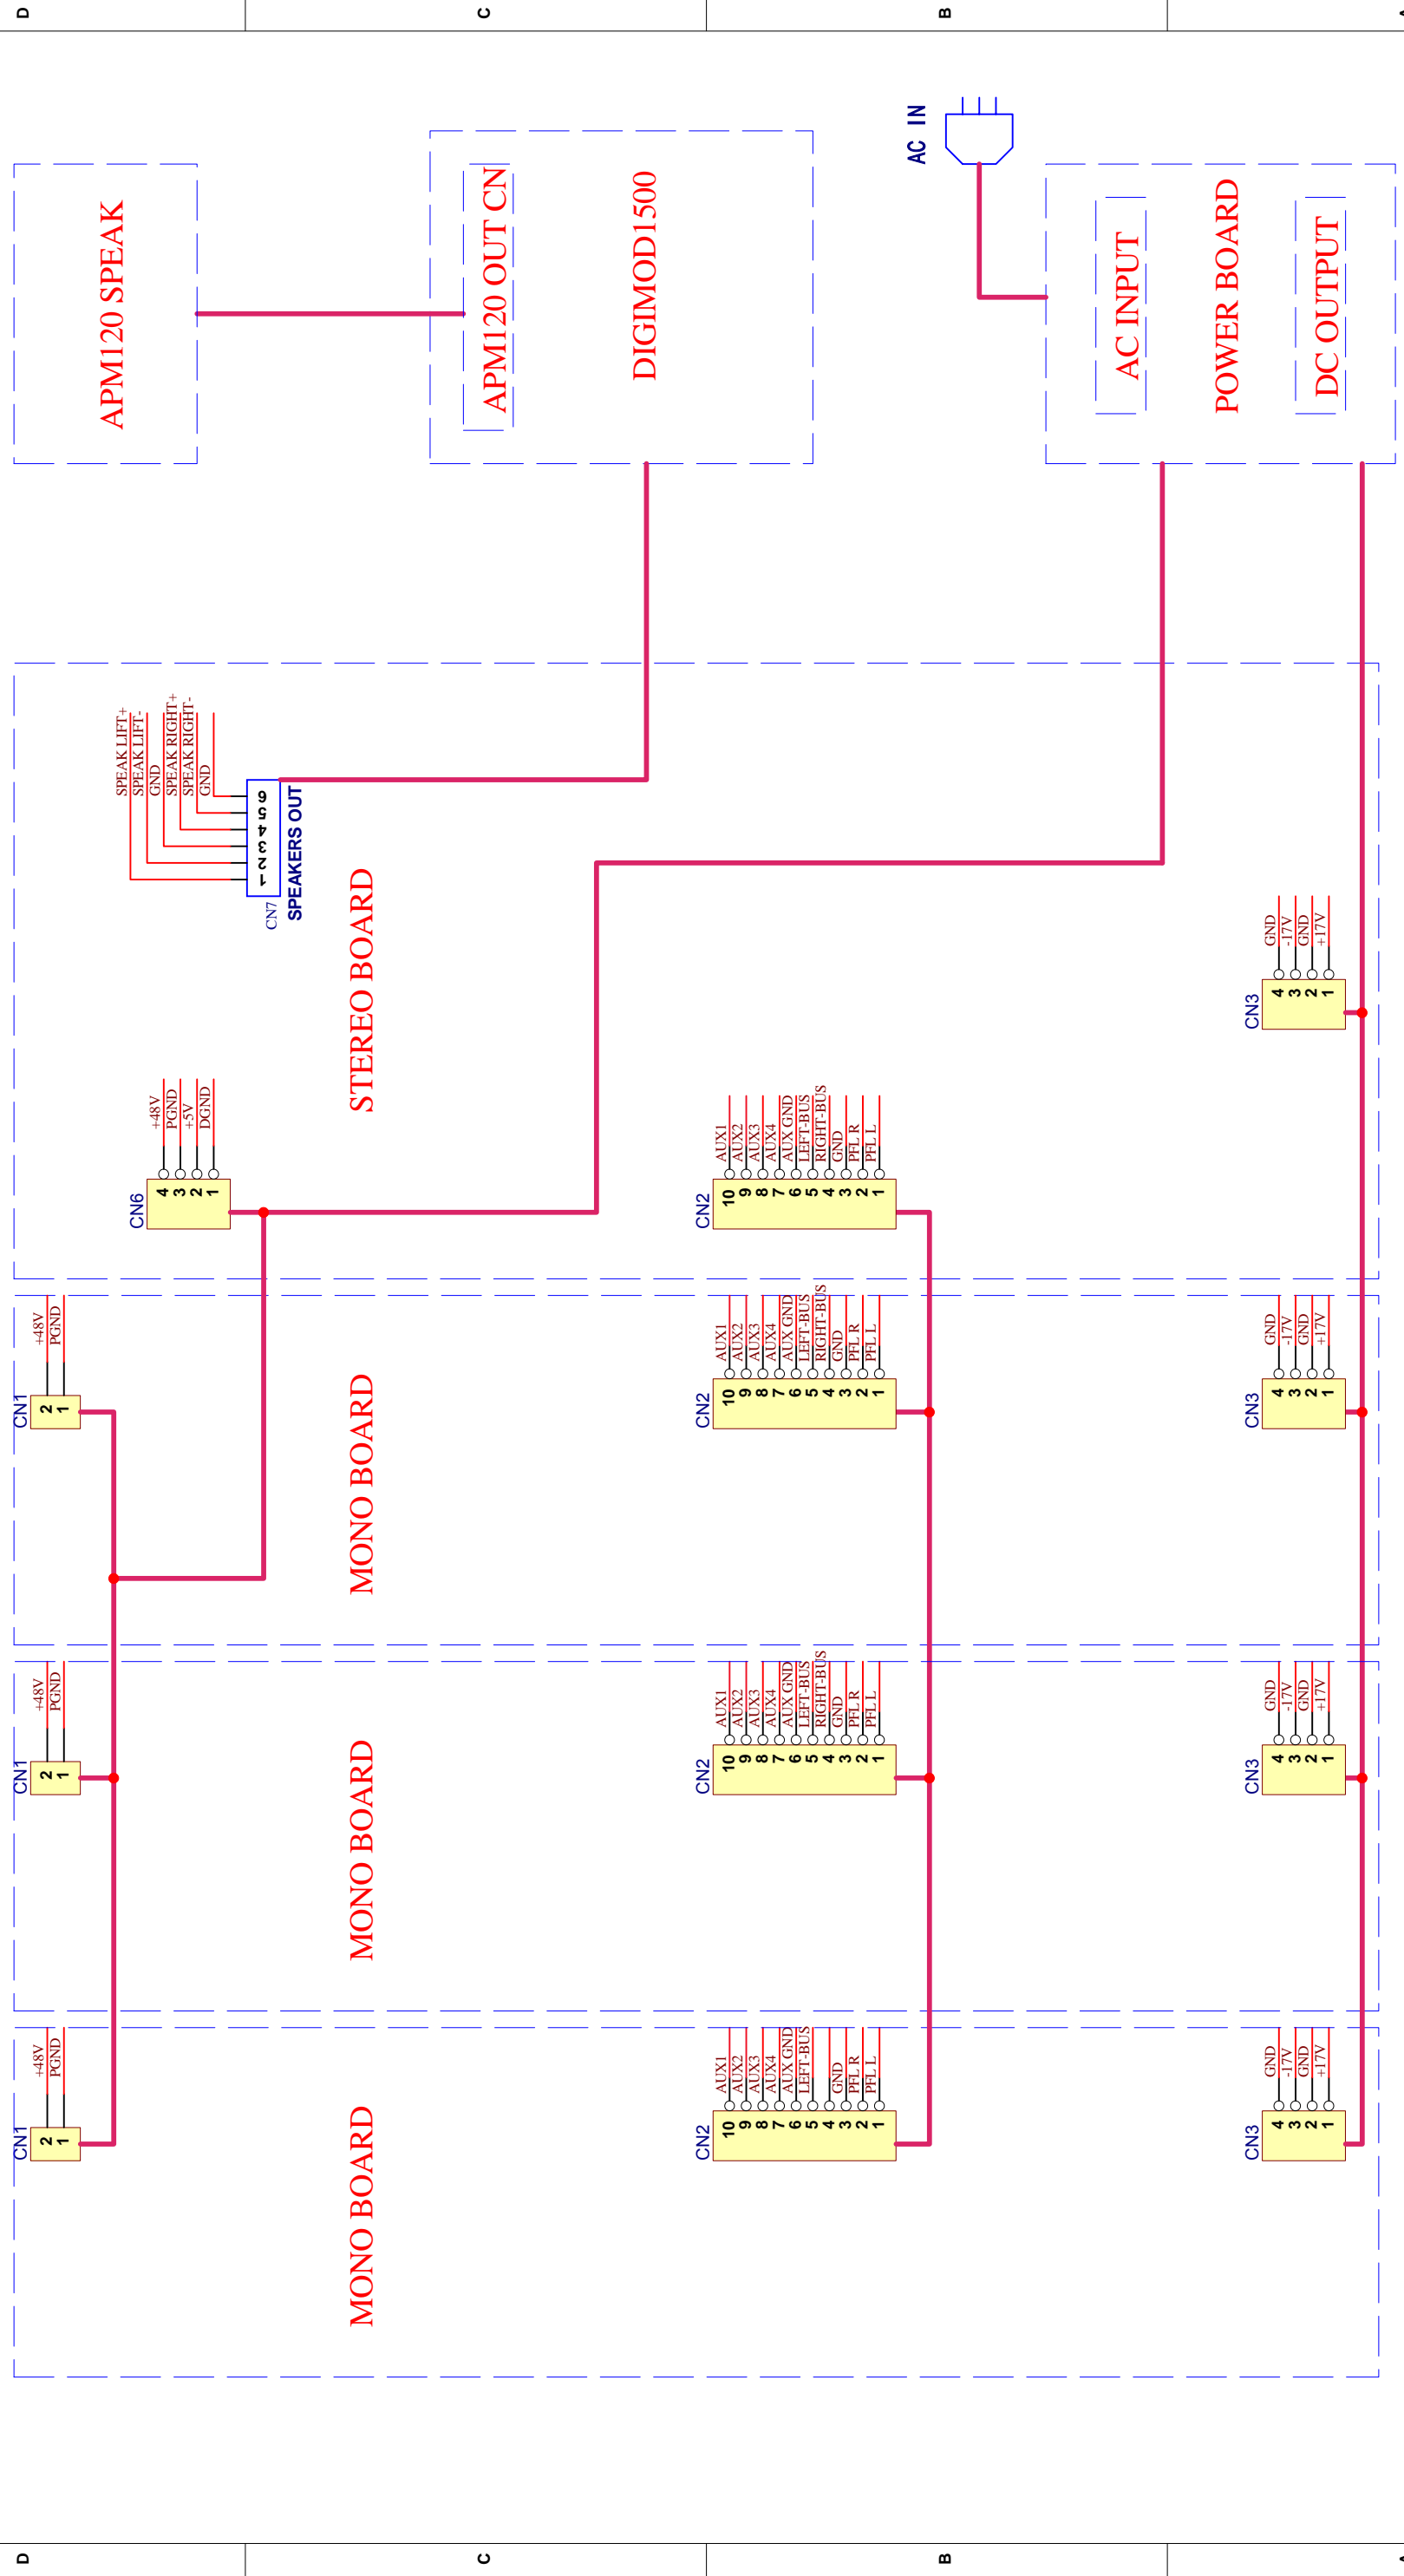 D
C
B
A
CN1
2 +48V
1 PGND
MONO BOARD
CN2
10 AUX1
9 AUX2
8 AUX3
7 AUX4
6 AUX GND
5 LEFT-BUS
4
3 GND
2 PFL R
1 PFL L
CN3
4 GND
3 -17V
2 GND
1 +17V
CN1
2 +48V
1 PGND
MONO BOARD
CN2
10 AUX1
9 AUX2
8 AUX3
7 AUX4
6 AUX GND
5 LEFT-BUS
4 RIGHT-BUS
3 GND
2 PFL R
1 PFL L
CN3
4 GND
3 -17V
2 GND
1 +17V
CN1
2 +48V
1 PGND
MONO BOARD
CN2
10 AUX1
9 AUX2
8 AUX3
7 AUX4
6 AUX GND
5 LEFT-BUS
4 RIGHT-BUS
3 GND
2 PFL R
1 PFL L
CN3
4 GND
3 -17V
2 GND
1 +17V
CN6
4 +48V
3 PGND
2 +5V
1 DGND
SPEAK LIFT+
SPEAK LIFT-
GND
SPEAK RIGHT+
SPEAK RIGHT-
GND
1 2 3 4 5 6
CN7
SPEAKERS OUT
STEREO BOARD
CN2
10 AUX1
9 AUX2
8 AUX3
7 AUX4
6 AUX GND
5 LEFT-BUS
4 RIGHT-BUS
3 GND
2 PFL R
1 PFL L
CN3
4 GND
3 -17V
2 GND
1 +17V
APM120 SPEAK
APM120 OUT CN
DIGIMOD1500
AC IN
AC INPUT
POWER BOARD
DC OUTPUT
D
C
B
A